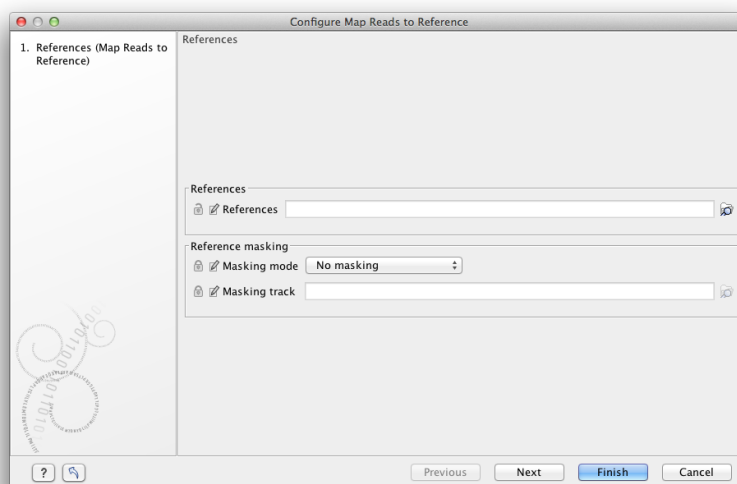 Configure Map Reads to Reference
1. References (Map Reads to
Reference)
References
References
References
Reference masking
Masking mode No masking
Masking track
? Previous Next Finish Cancel